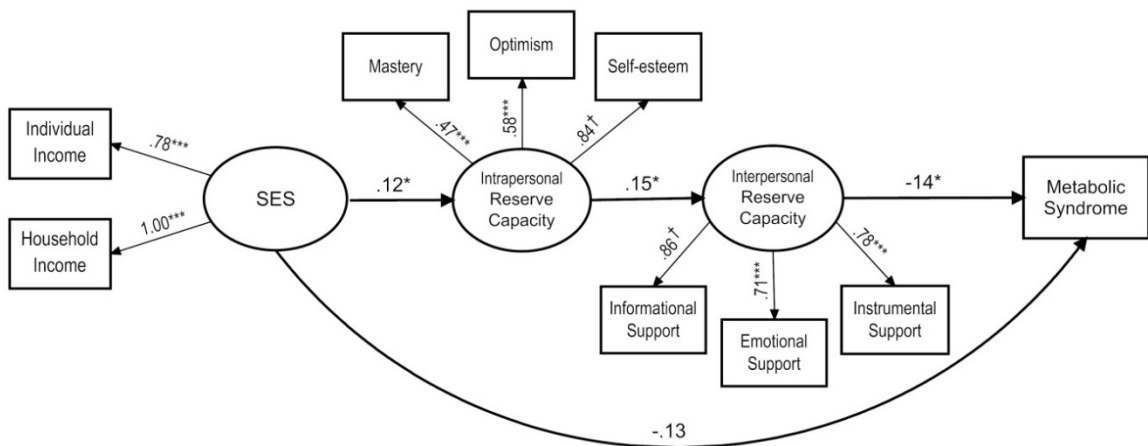 Optimism
Mastery
Self-esteem
Individual
Income
.78***
.47***
.58***
.84†
SES
.12*
Intrapersonal
Reserve
Capacity
.15*
Interpersonal
Reserve
Capacity
-14*
Metabolic
Syndrome
Household
Income
1.00***
.86†
.71***
.78***
Informational
Support
Emotional
Support
Instrumental
Support
-.13